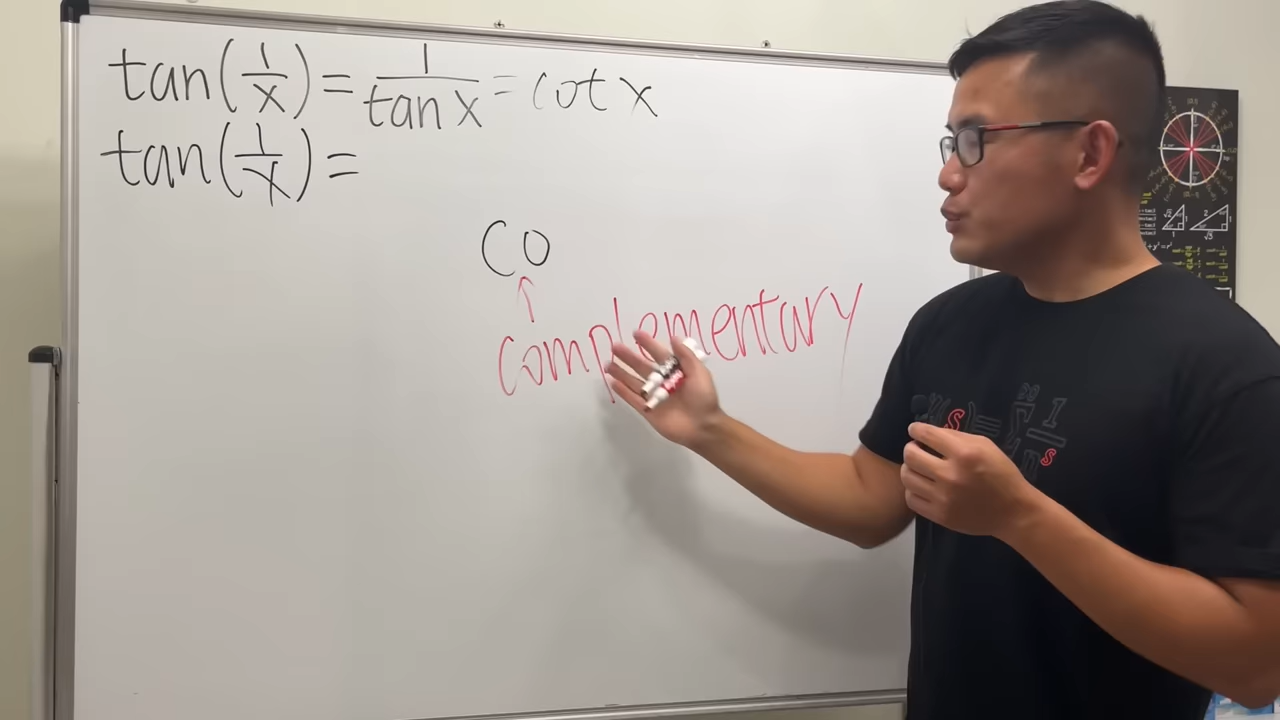 tan(1/x) = 1/tan x = cot x
tan(1/x) =
CO
↑
complementary